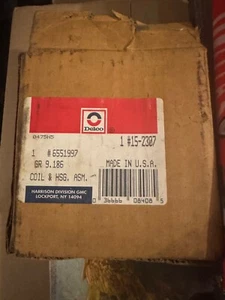 Delco
8A75H5
1 #15-2307
1 #6551997
GR 9.186
MADE IN U.S.A.
COIL & HSG. ASM.
HARRISON DIVISION GMC
LOCKPORT, NY 14094